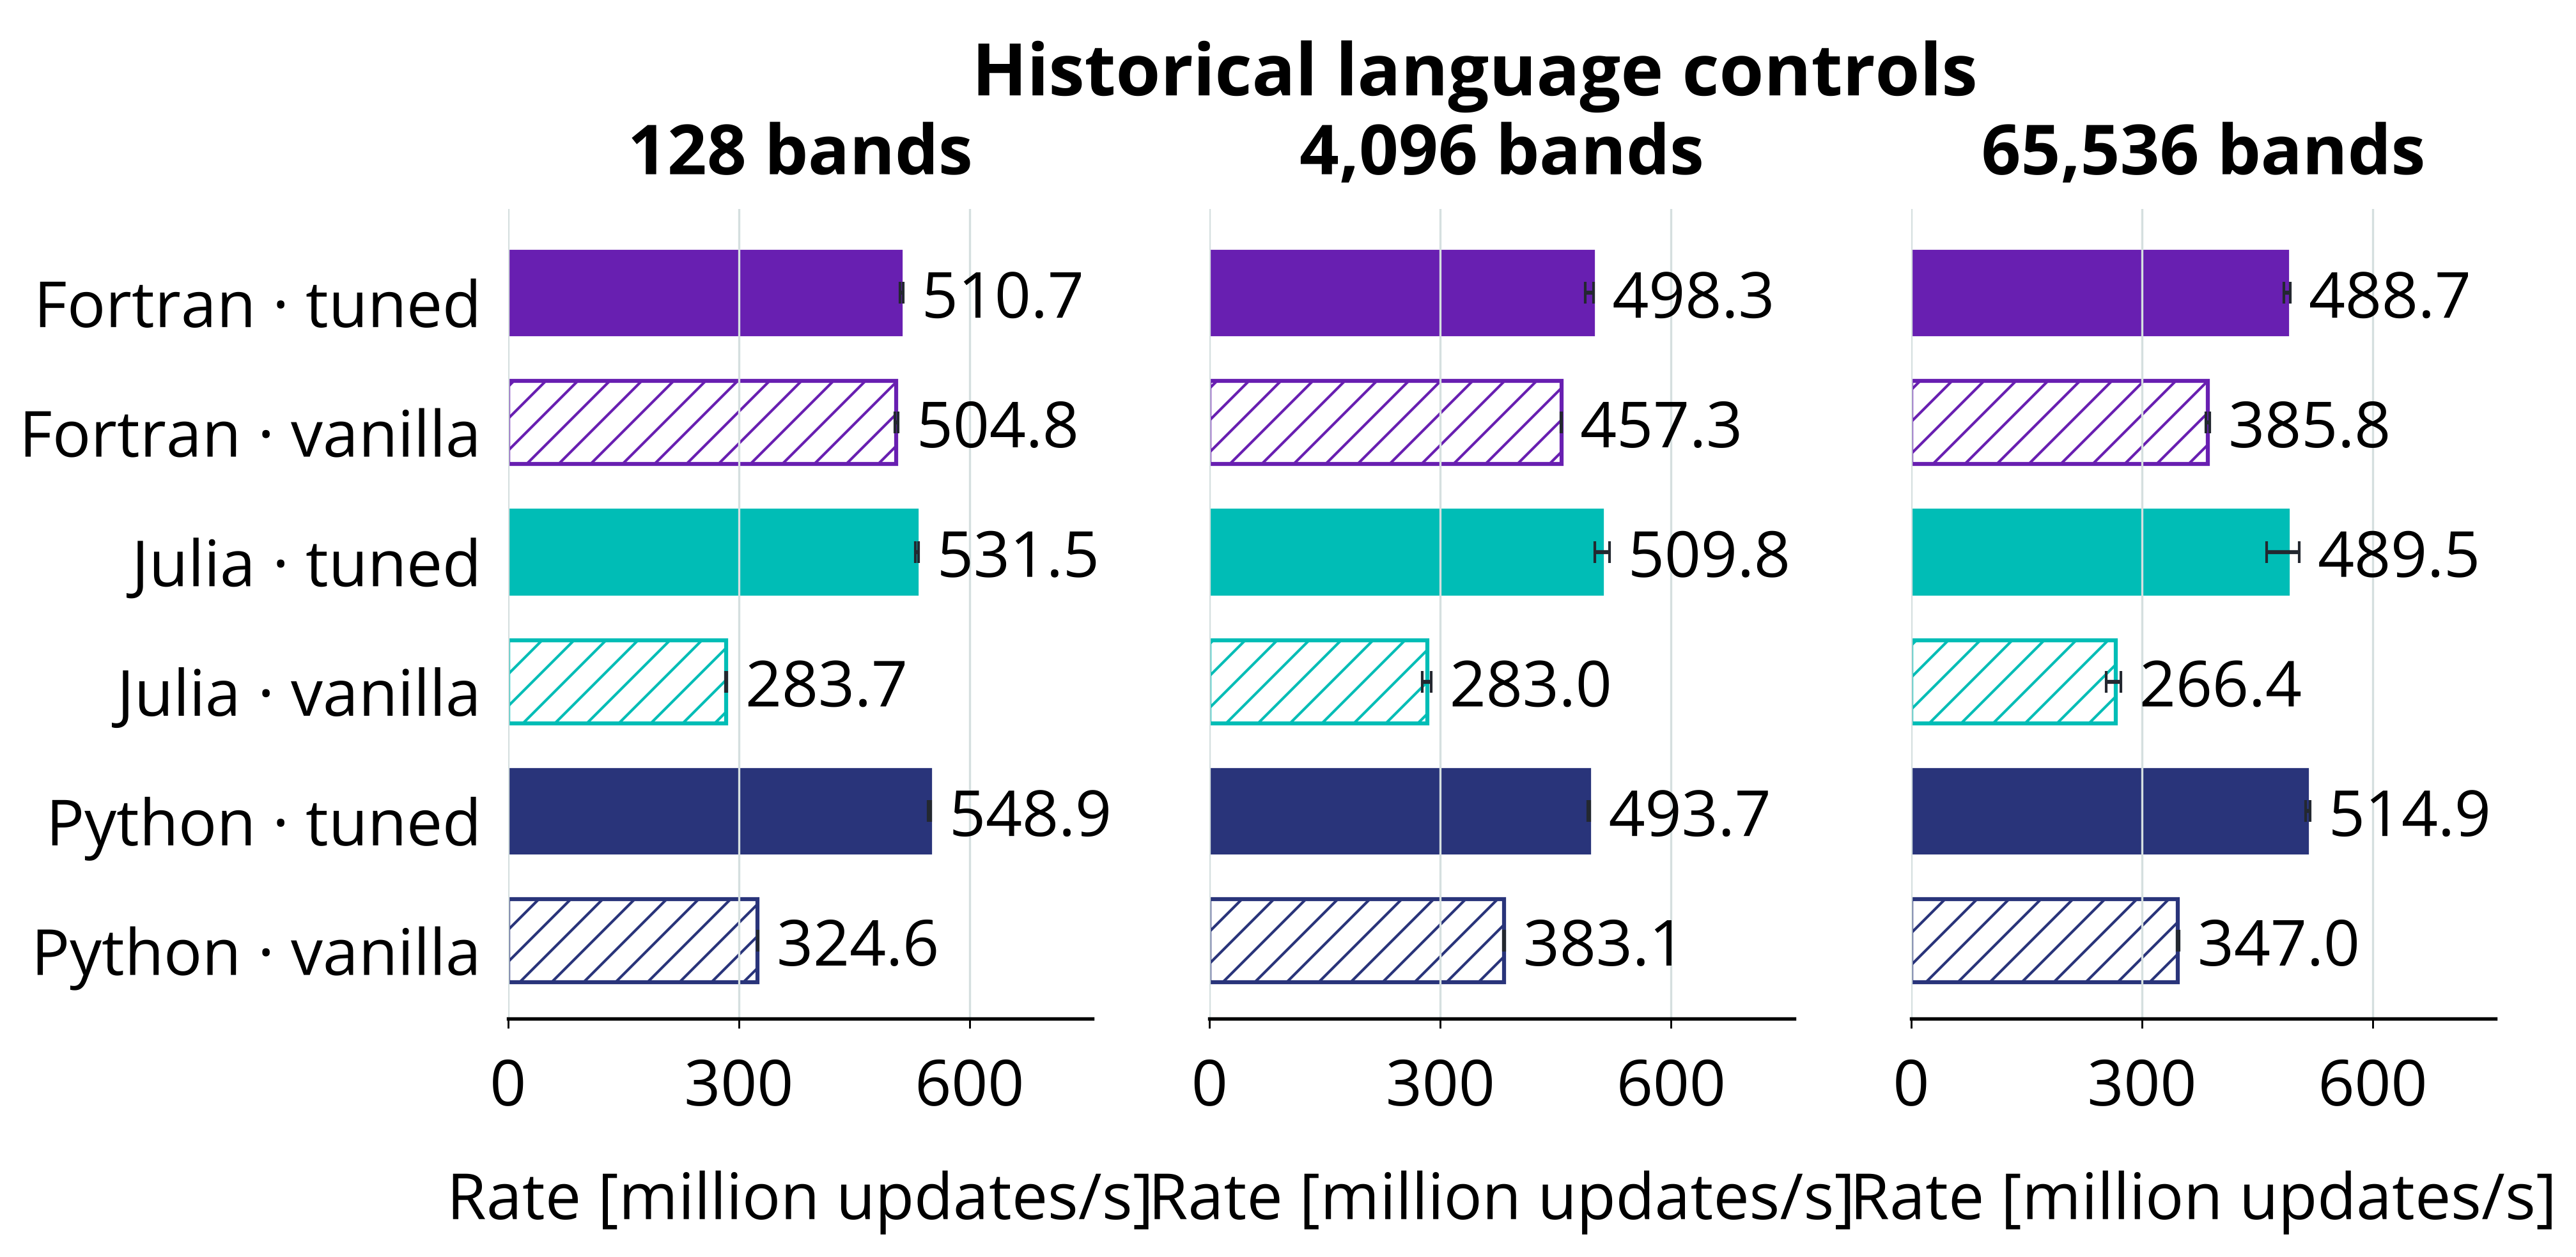 Historical language controls
128 bands
4,096 bands
65,536 bands
Fortran · tuned
510.7
498.3
488.7
Fortran · vanilla
504.8
457.3
385.8
Julia · tuned
531.5
509.8
489.5
Julia · vanilla
283.7
283.0
266.4
Python · tuned
548.9
493.7
514.9
Python · vanilla
324.6
383.1
347.0
0 300 600
0 300 600
0 300 600
Rate [million updates/s]
Rate [million updates/s]
Rate [million updates/s]